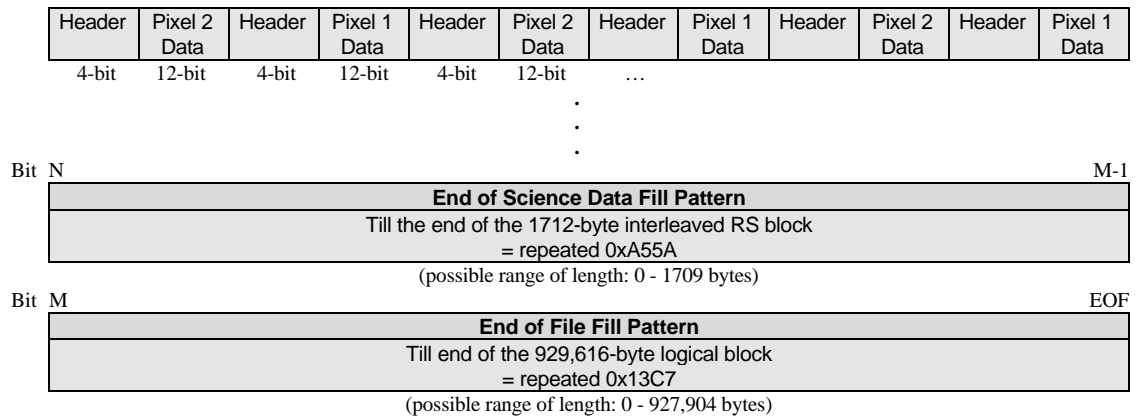 Header Pixel 2 Data Header Pixel 1 Data Header Pixel 2 Data Header Pixel 1 Data Header Pixel 2 Data Header Pixel 1 Data
4-bit 12-bit 4-bit 12-bit 4-bit 12-bit …
.
.
.
Bit N M-1
End of Science Data Fill Pattern
Till the end of the 1712-byte interleaved RS block
= repeated 0xA55A
(possible range of length: 0 - 1709 bytes)
Bit M EOF
End of File Fill Pattern
Till end of the 929,616-byte logical block
= repeated 0x13C7
(possible range of length: 0 - 927,904 bytes)